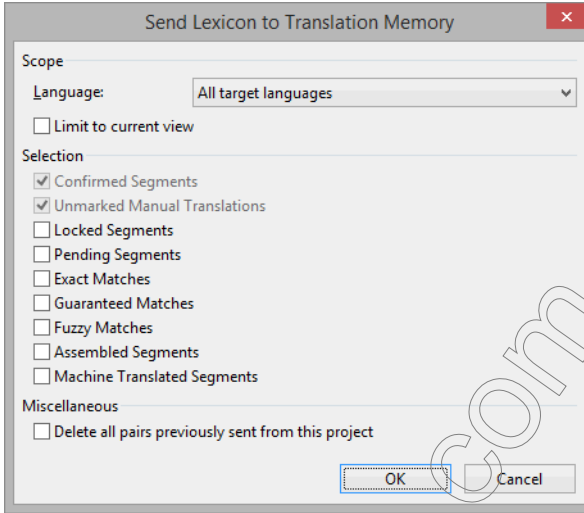 Send Lexicon to Translation Memory
Scope
Language: All target languages
Limit to current view
Selection
Confirmed Segments
Unmarked Manual Translations
Locked Segments
Pending Segments
Exact Matches
Guaranteed Matches
Fuzzy Matches
Assembled Segments
Machine Translated Segments
Miscellaneous
Delete all pairs previously sent from this project
OK Cancel
com